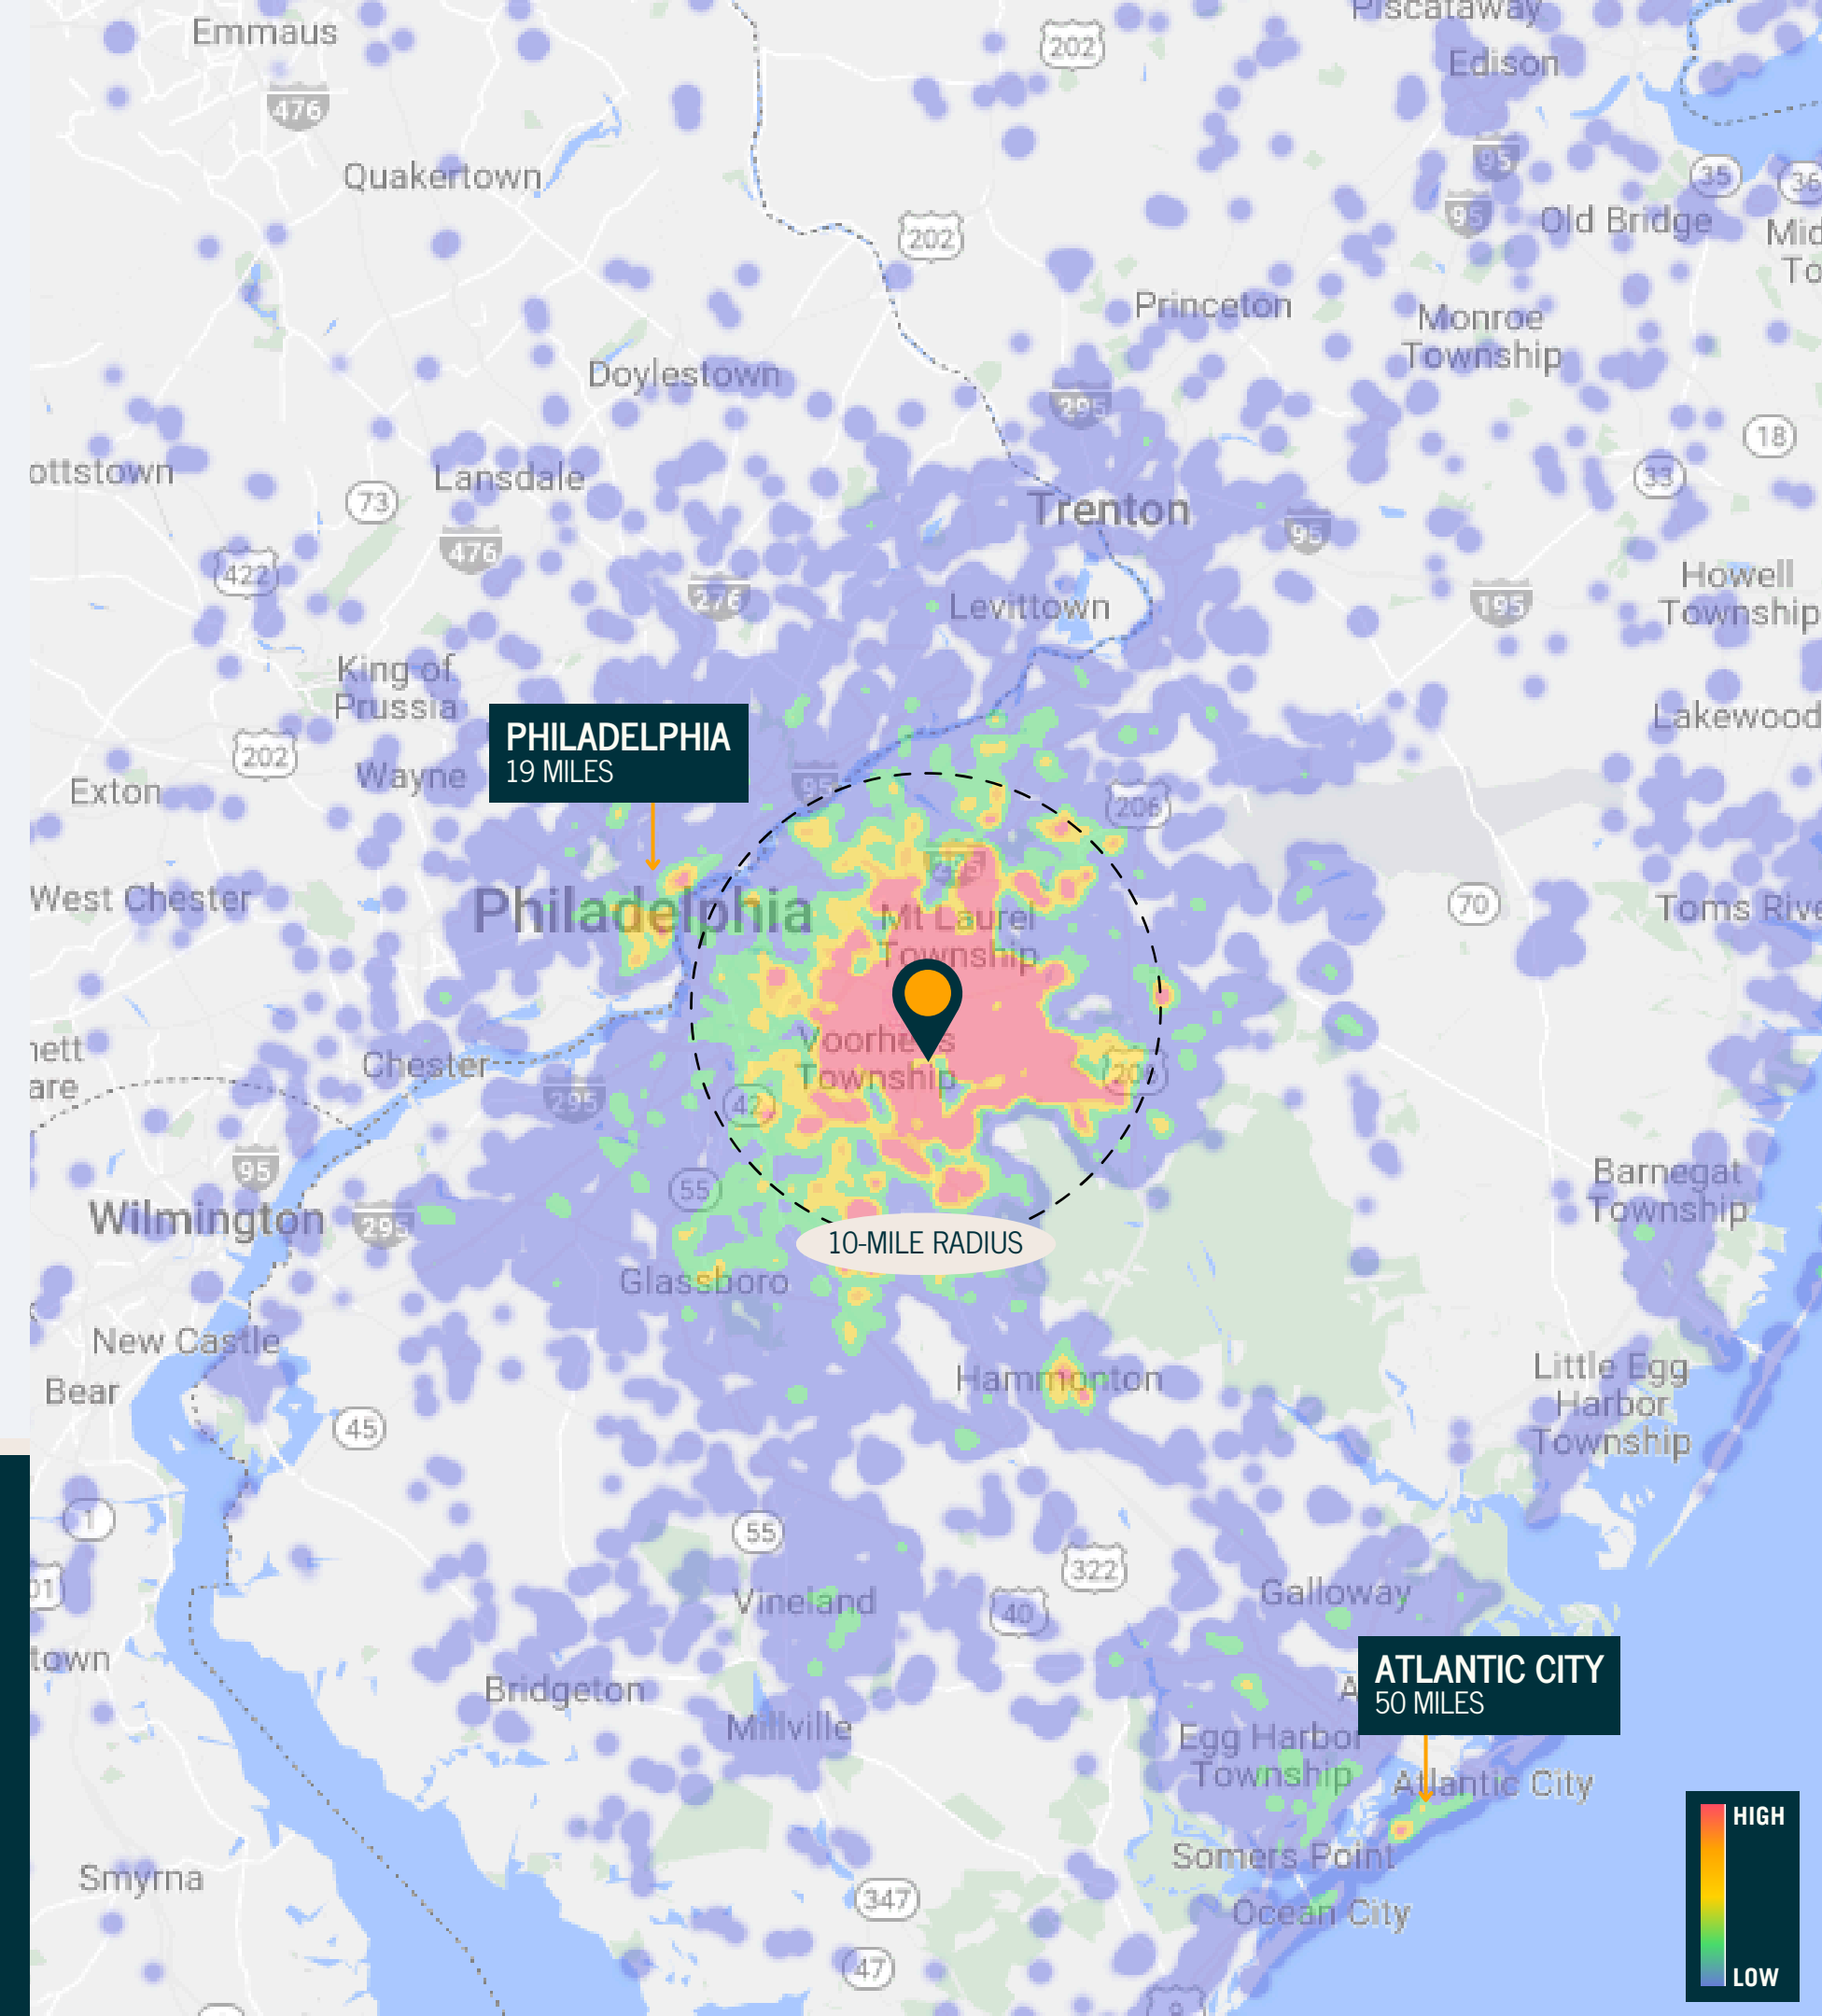 Piscataway
Emmaus
202
Edison
476
95
Quakertown
35
36
95
Old Bridge
202
Princeton
Monroe
Township
Doylestown
295
18
ottstown
Lansdale
33
73
Trenton
476
95
422
276
Levittown
195
Howell
Township
King of
Prussia
Lakewood
PHILADELPHIA
19 MILES
202
Wayne
Exton
95
206
295
West Chester
Philadelphia
Mt Laurel
Township
70
Toms Rive
Voorhees
Township
Chester
295
42
206
95
55
Barnegat
Township
Wilmington
295
10-MILE RADIUS
Glassboro
New Castle
Bear
Hammonton
Little Egg
Harbor
Township
45
1
55
322
01
Vineland
40
Galloway
town
ATLANTIC CITY
50 MILES
Bridgeton
A
Millville
Egg Harbor
Township
Atlantic City
HIGH
Somers Point
Smyrna
347
Ocean City
47
LOW
9